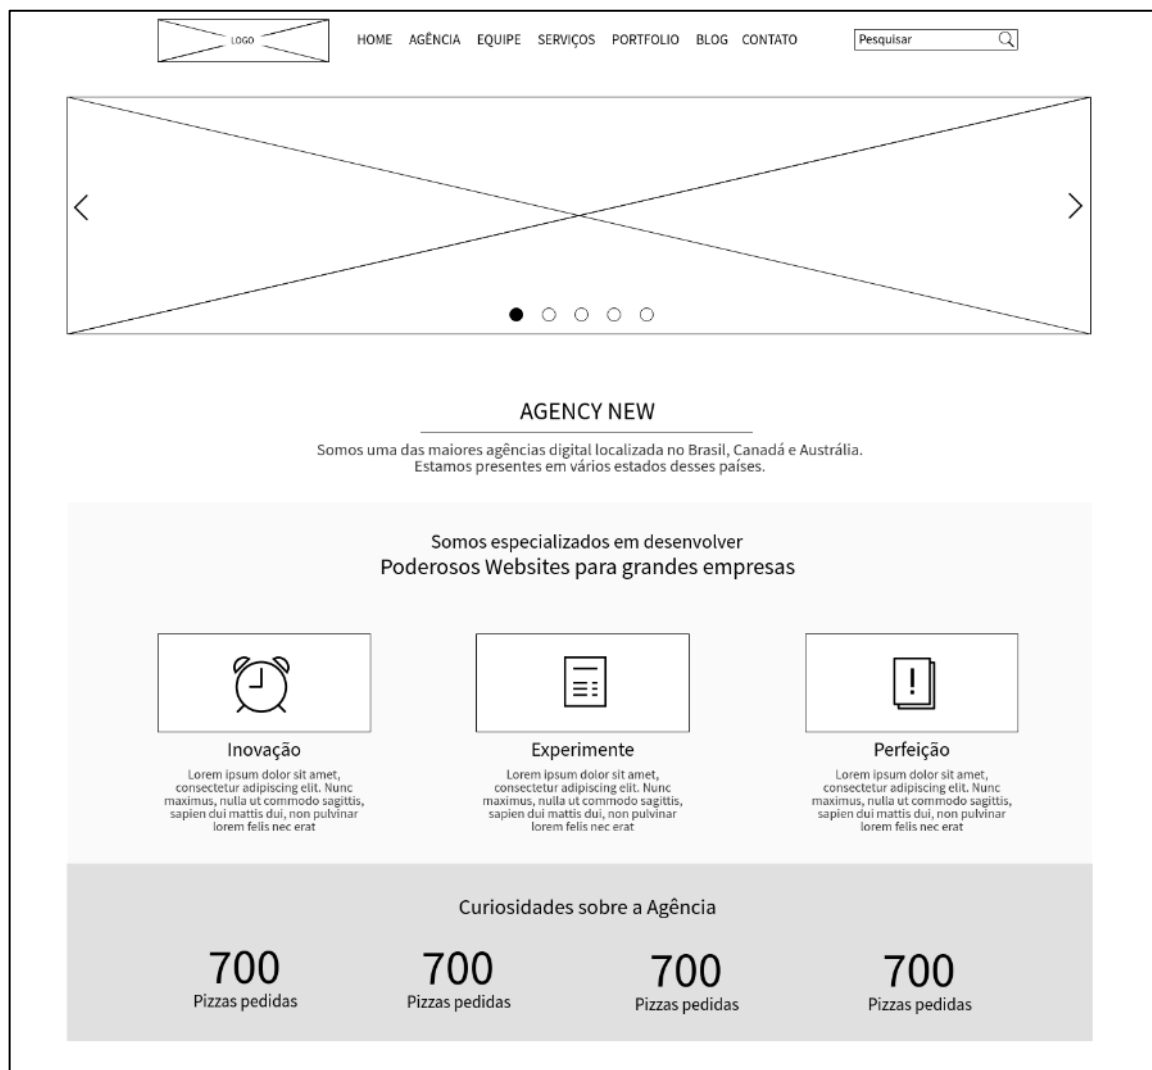 LOGO
HOME AGÊNCIA EQUIPE SERVIÇOS PORTFOLIO BLOG CONTATO
Pesquisar
AGENCY NEW
Somos uma das maiores agências digital localizada no Brasil, Canadá e Austrália.
Estamos presentes em vários estados desses países.
Somos especializados em desenvolver
Poderosos Websites para grandes empresas
Inovação
Lorem ipsum dolor sit amet,
consectetur adipiscing elit. Nunc
maximus, nulla ut commodo sagittis,
sapien dui mattis dui, non pulvinar
lorem felis nec erat
Experimente
Lorem ipsum dolor sit amet,
consectetur adipiscing elit. Nunc
maximus, nulla ut commodo sagittis,
sapien dui mattis dui, non pulvinar
lorem felis nec erat
Perfeição
Lorem ipsum dolor sit amet,
consectetur adipiscing elit. Nunc
maximus, nulla ut commodo sagittis,
sapien dui mattis dui, non pulvinar
lorem felis nec erat
Curiosidades sobre a Agência
700
Pizzas pedidas
700
Pizzas pedidas
700
Pizzas pedidas
700
Pizzas pedidas